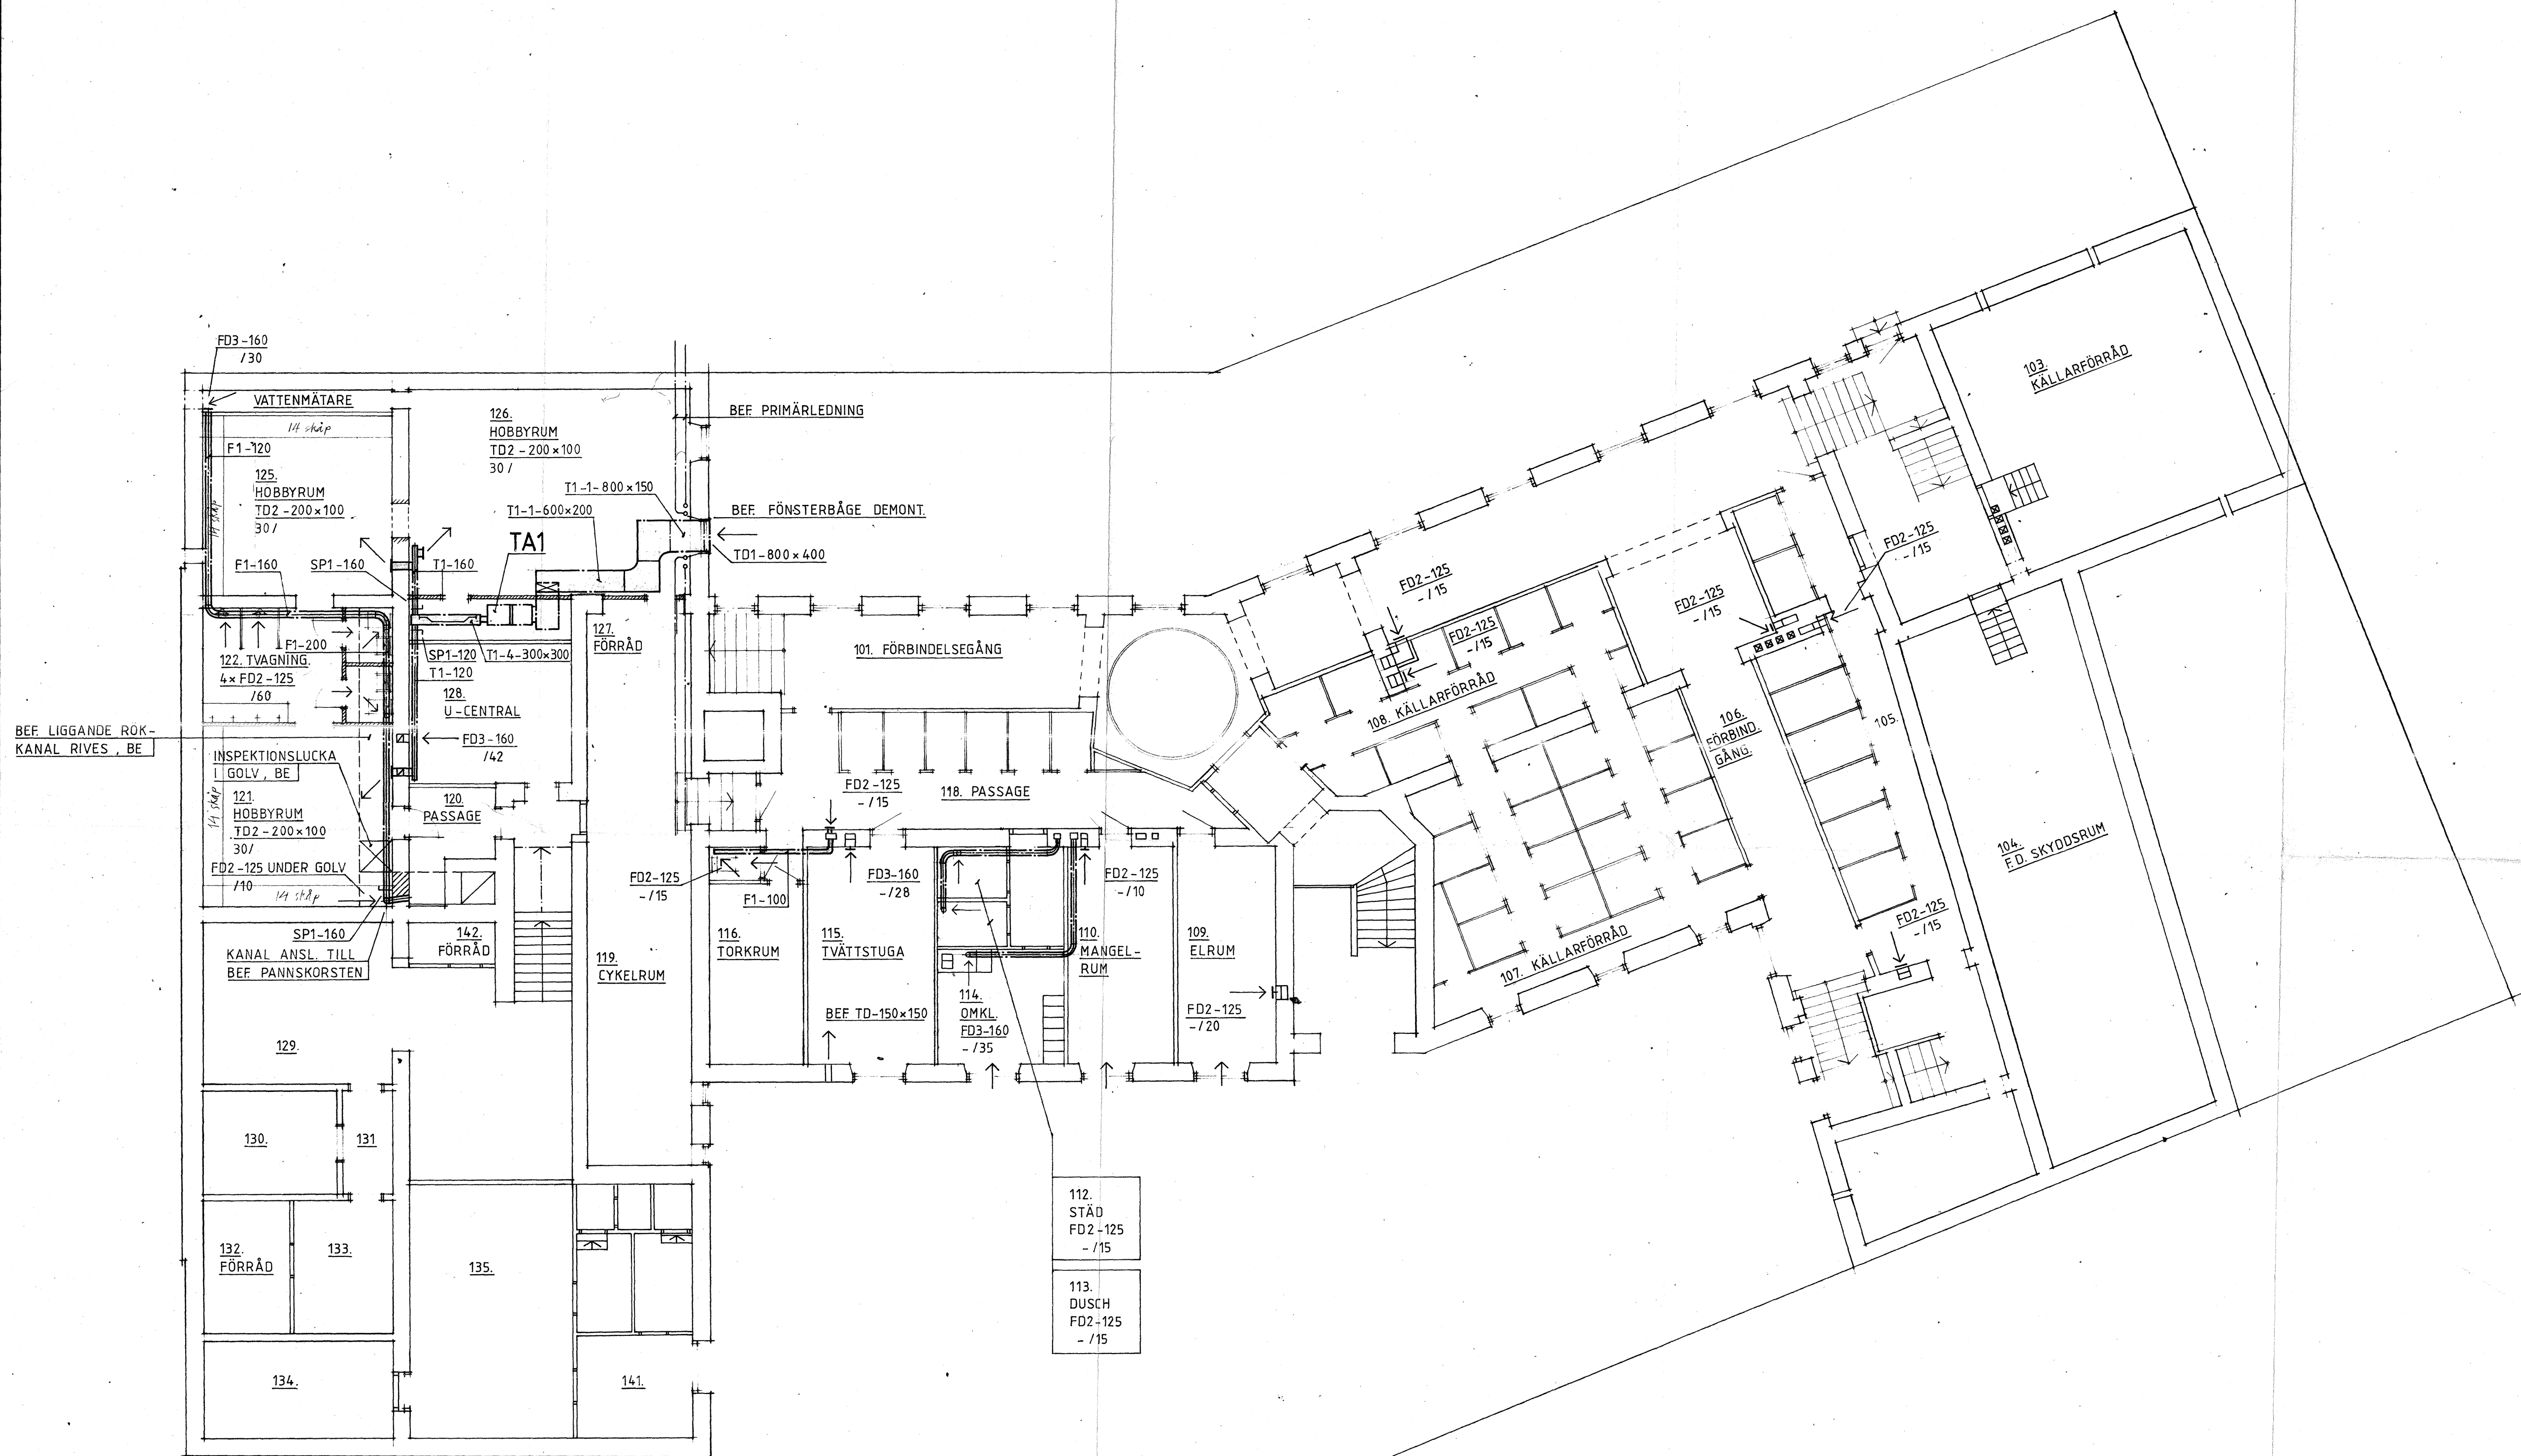 FD3-160
/30
VATTENMÄTARE
14 skåp
F1-120
125.
HOBBYRUM
TD2-200×100
30/
14 skåp
126.
HOBBYRUM
TD2-200×100
30/
BEF. PRIMÄRLEDNING
T1-1-800×150
T1-1-600×200
BEF. FÖNSTERBÅGE DEMONT.
TA1
TD1-800×400
F1-160
SP1-160
T1-160
F1-200
122. TVAGNING.
4× FD2-125
/60
SP1-120
T1-4-300×300
T1-120
128.
U-CENTRAL
127.
FÖRRÅD
FD3-160
/42
BEF. LIGGANDE RÖK-
KANAL RIVES, BE
INSPEKTIONSLUCKA
I GOLV, BE
121.
HOBBYRUM
TD2-200×100
30/
14 skåp
FD2-125 UNDER GOLV
/10
14 skåp
120.
PASSAGE
SP1-160
KANAL ANSL. TILL
BEF. PANNSKORSTEN
142.
FÖRRÅD
119.
CYKELRUM
129.
130.
131
132.
FÖRRÅD
133.
134.
135.
141.
101. FÖRBINDELSEGÅNG
118. PASSAGE
FD2-125
-/15
FD2-125
-/15
F1-100
FD3-160
-/28
116.
TORKRUM
115.
TVÄTTSTUGA
BEF. TD-150×150
114.
OMKL.
FD3-160
-/35
110.
MANGEL-
RUM
FD2-125
-/10
109.
ELRUM
FD2-125
-/20
112.
STÄD
FD2-125
-/15
113.
DUSCH
FD2-125
-/15
FD2-125
-/15
FD2-125
-/15
108. KÄLLARFÖRRÅD
107. KÄLLARFÖRRÅD
106.
FÖRBIND.
GÅNG.
105.
FD2-125
-/15
FD2-125
-/15
FD2-125
-/15
103.
KÄLLARFÖRRÅD
104.
F.D. SKYDDSRUM